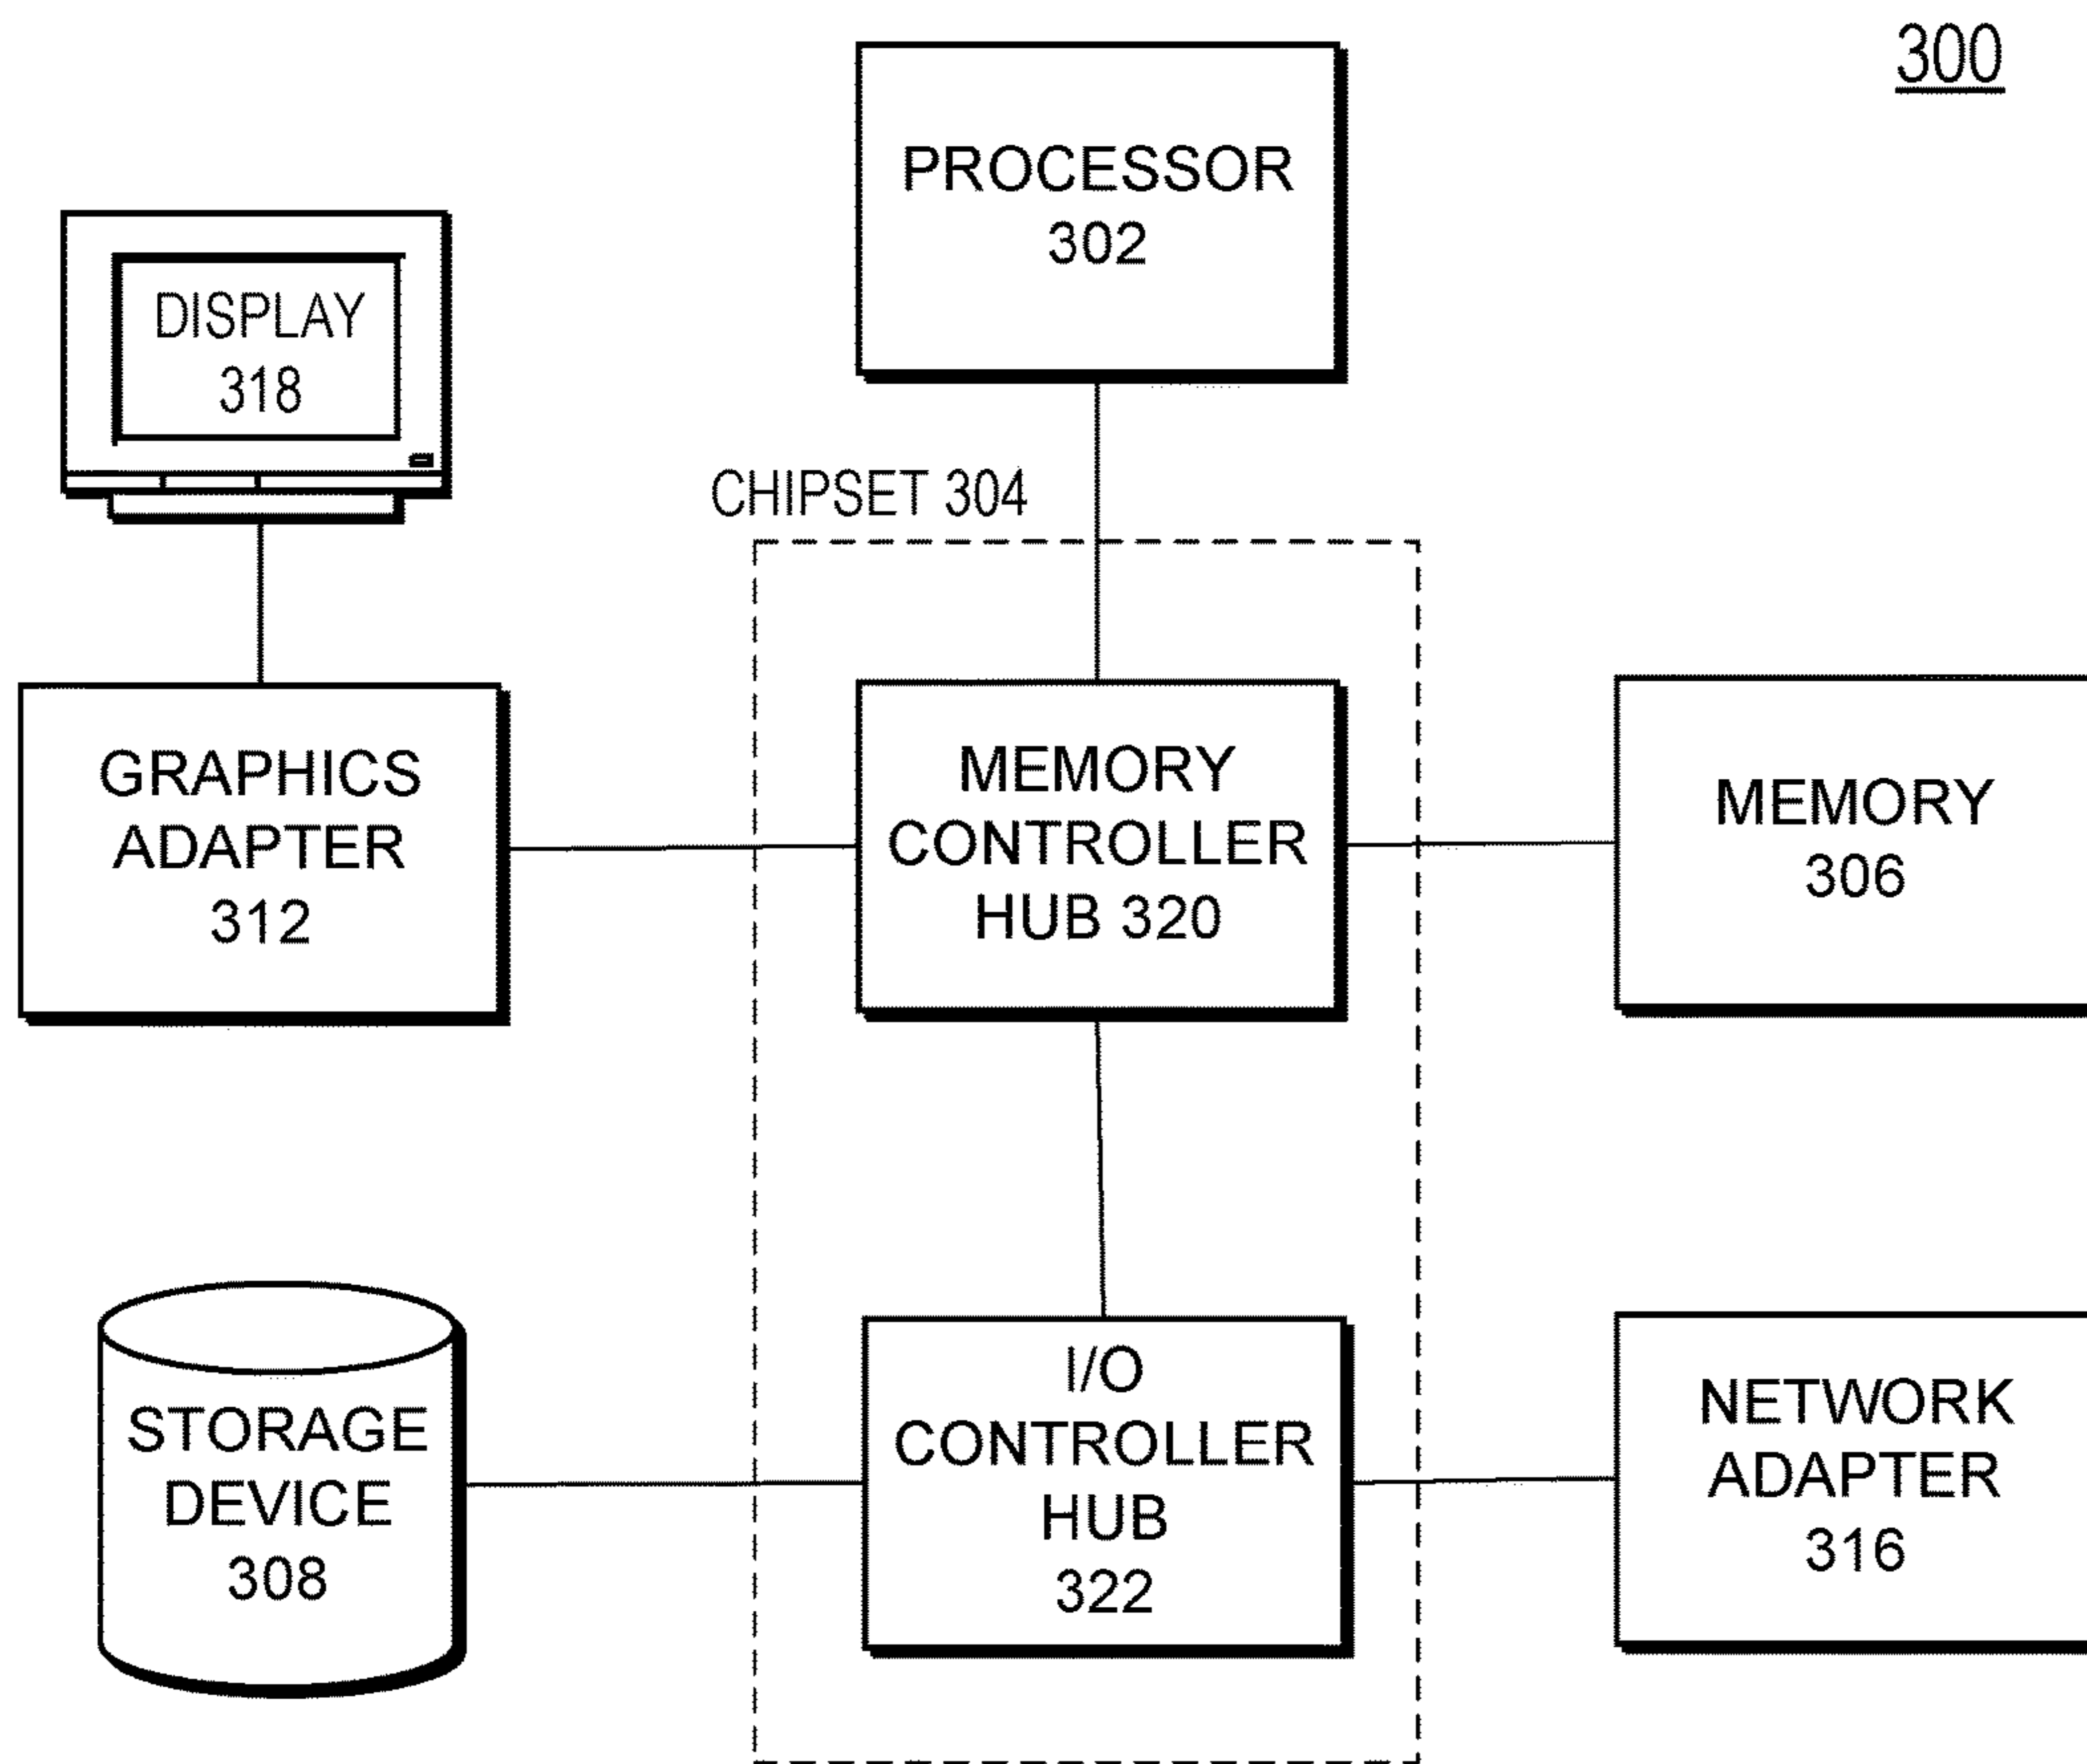 300
PROCESSOR
302
DISPLAY
318
CHIPSET 304
GRAPHICS
ADAPTER
312
MEMORY
CONTROLLER
HUB 320
MEMORY
306
STORAGE
DEVICE
308
I/O
CONTROLLER
HUB
322
NETWORK
ADAPTER
316